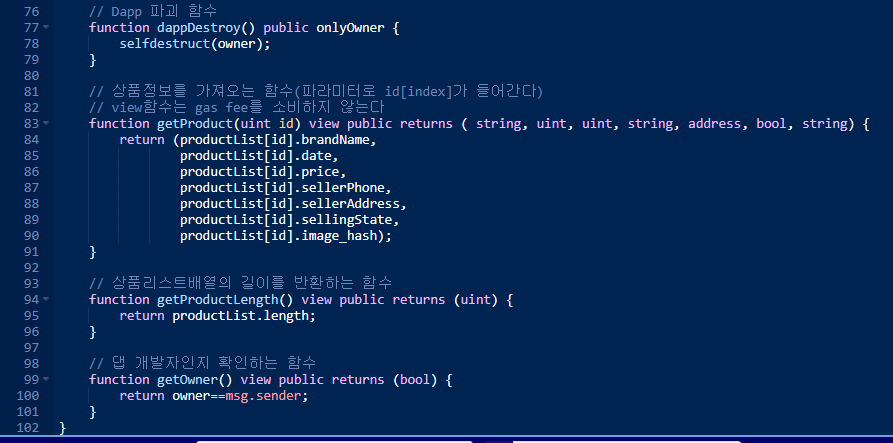 76 // Dapp 파괴 함수
77 function dappDestroy() public onlyOwner {
78 selfdestruct(owner);
79 }
80
81 // 상품정보를 가져오는 함수(파라미터로 id[index]가 들어간다)
82 // view함수는 gas fee를 소비하지 않는다
83 function getProduct(uint id) view public returns ( string, uint, uint, string, address, bool, string) {
84 return (productList[id].brandName,
85 productList[id].date,
86 productList[id].price,
87 productList[id].sellerPhone,
88 productList[id].sellerAddress,
89 productList[id].sellingState,
90 productList[id].image_hash);
91 }
92
93 // 상품리스트배열의 길이를 반환하는 함수
94 function getProductLength() view public returns (uint) {
95 return productList.length;
96 }
97
98 // 댑 개발자인지 확인하는 함수
99 function getOwner() view public returns (bool) {
100 return owner==msg.sender;
101 }
102 }